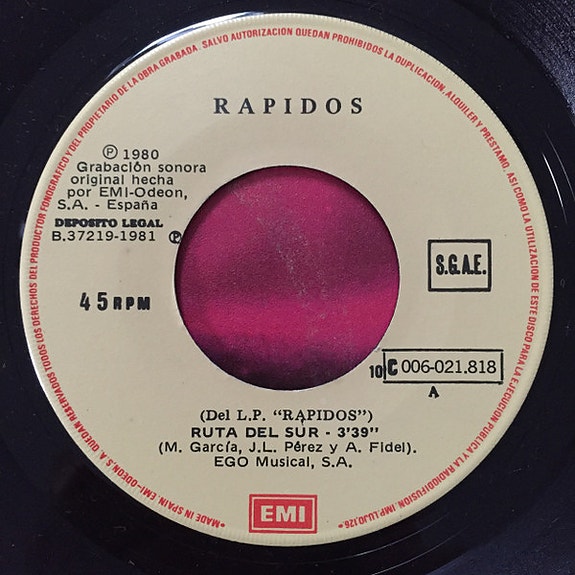 RESERVADOS TODOS LOS DERECHOS DEL PRODUCTOR FONOGRAFICO Y DEL PROPIETARIO DE LA OBRA GRABADA. SALVO AUTORIZACION QUEDAN PROHIBIDOS LA DUPLICACION, ALQUILER Y PRESTAMO, ASI COMO LA UTILIZACION DE ESTE DISCO PARA LA EJECUCION PUBLICA Y LA RADIODIFUSION. IMP. LUJO,126 •
• MADE IN SPAIN. EMI-ODEON S.A. QUEDAN
RAPIDOS
Ⓟ 1980
Grabación sonora
original hecha
por EMI-Odeon,
S.A. - España
DEPOSITO LEGAL
B.37219-1981 Ⓟ
S.G.A.E.
45 RPM
10C 006-021.818
A
(Del L.P. "RAPIDOS")
RUTA DEL SUR - 3'39"
(M. García, J.L. Pérez y A. Fidel).
EGO Musical, S.A.
EMI